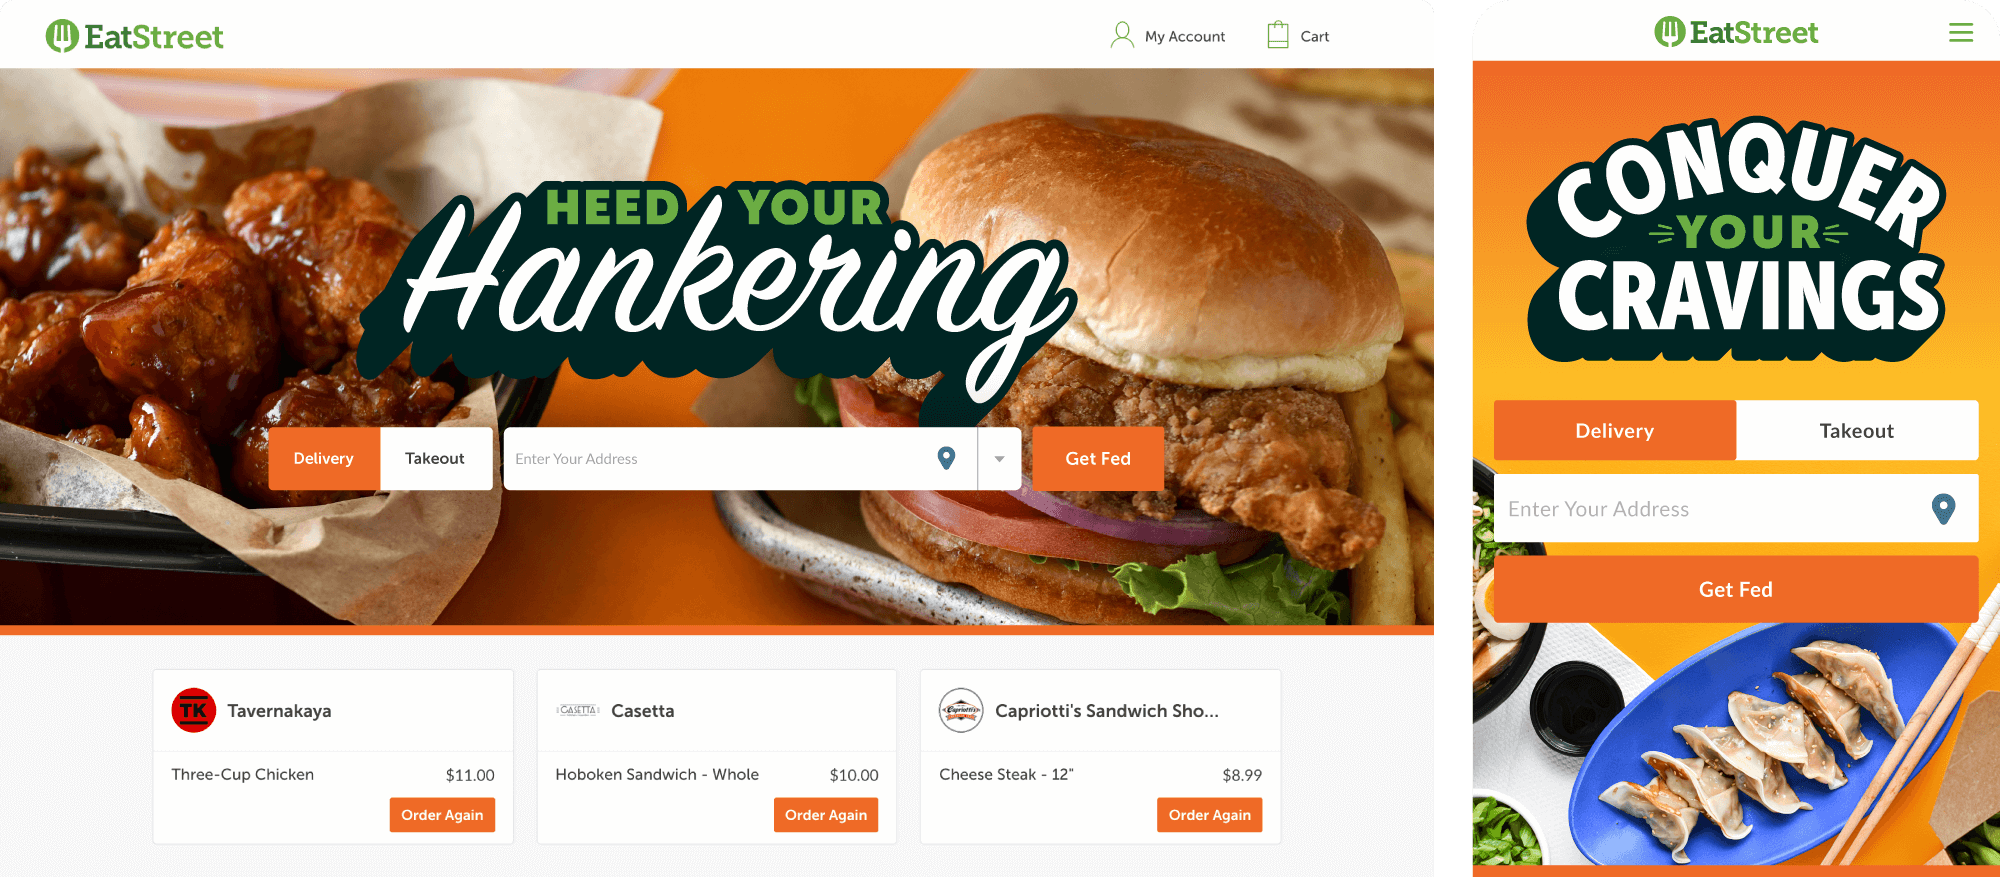 EatStreet
My Account
Cart
HEED YOUR
Hankering
Delivery
Takeout
Enter Your Address
Get Fed
TK
Tavernakaya
Three-Cup Chicken
$11.00
Order Again
CASETTA
Casetta
Hoboken Sandwich - Whole
$10.00
Order Again
Capriotti's
Capriotti's Sandwich Sho...
Cheese Steak - 12"
$8.99
Order Again
EatStreet
CONQUER
YOUR
CRAVINGS
Delivery
Takeout
Enter Your Address
Get Fed